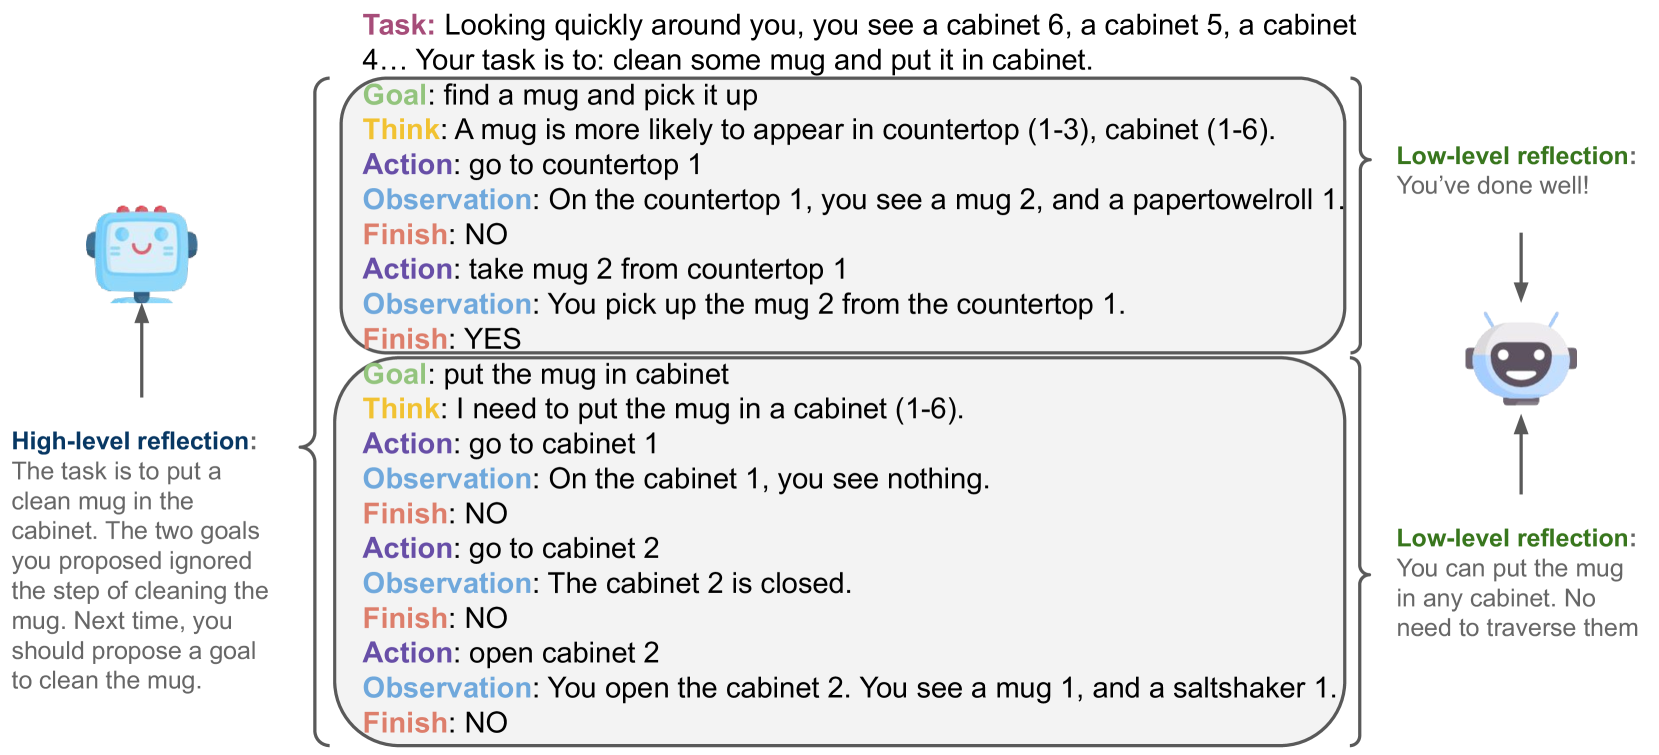 Task: Looking quickly around you, you see a cabinet 6, a cabinet 5, a cabinet
4... Your task is to: clean some mug and put it in cabinet.
Goal: find a mug and pick it up
Think: A mug is more likely to appear in countertop (1-3), cabinet (1-6).
Action: go to countertop 1
Observation: On the countertop 1, you see a mug 2, and a papertowelroll 1.
Finish: NO
Action: take mug 2 from countertop 1
Observation: You pick up the mug 2 from the countertop 1.
Finish: YES
Goal: put the mug in cabinet
Think: I need to put the mug in a cabinet (1-6).
Action: go to cabinet 1
Observation: On the cabinet 1, you see nothing.
Finish: NO
Action: go to cabinet 2
Observation: The cabinet 2 is closed.
Finish: NO
Action: open cabinet 2
Observation: You open the cabinet 2. You see a mug 1, and a saltshaker 1.
Finish: NO
High-level reflection:
The task is to put a
clean mug in the
cabinet. The two goals
you proposed ignored
the step of cleaning the
mug. Next time, you
should propose a goal
to clean the mug.
Low-level reflection:
You've done well!
Low-level reflection:
You can put the mug
in any cabinet. No
need to traverse them